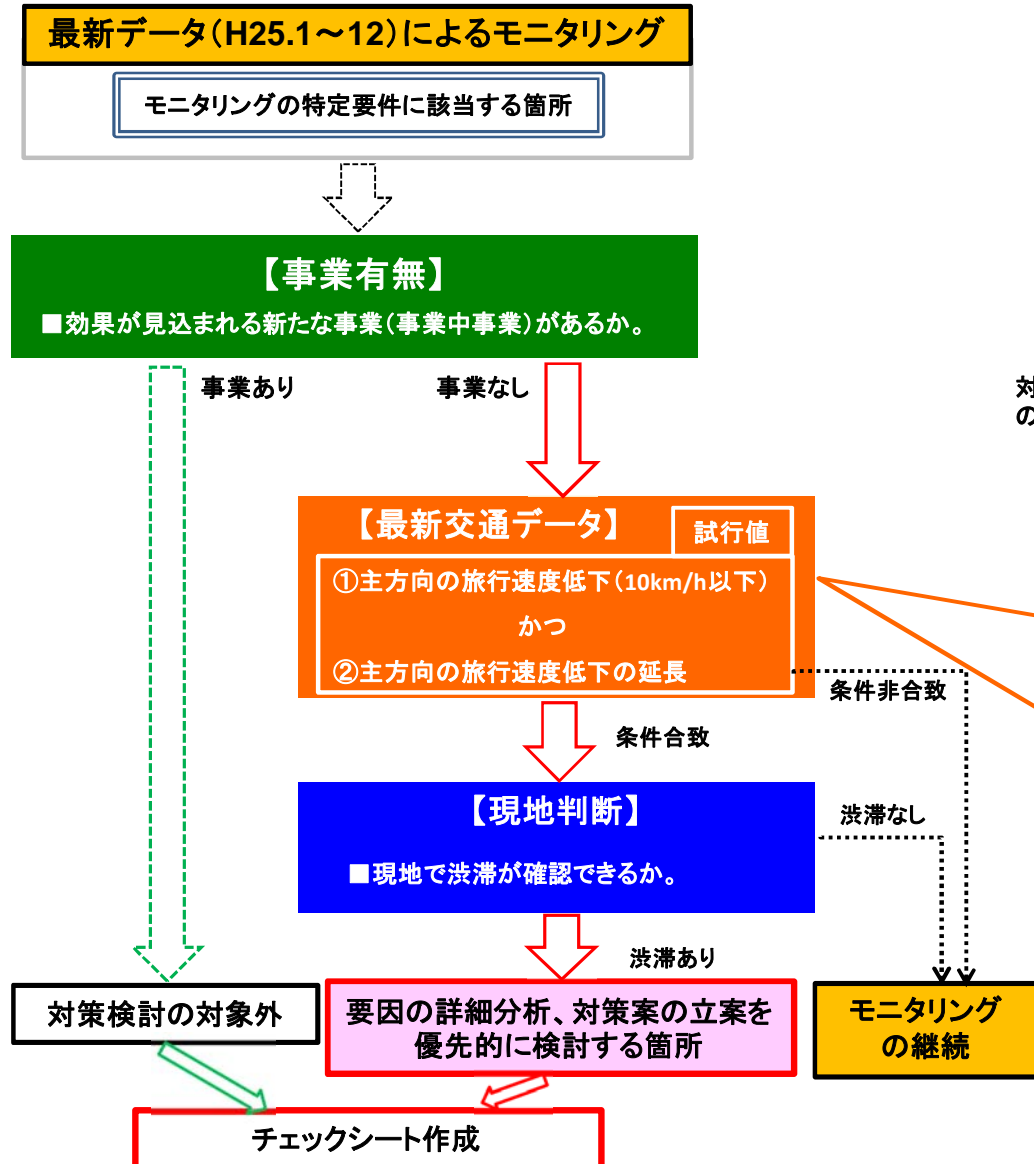 最新データ(H25.1～12)によるモニタリング
モニタリングの特定要件に該当する箇所
【事業有無】
■効果が見込まれる新たな事業(事業中事業)があるか。
事業あり
事業なし
対
の
【最新交通データ】
試行値
①主方向の旅行速度低下(10km/h以下)
かつ
②主方向の旅行速度低下の延長
条件非合致
条件合致
【現地判断】
■現地で渋滞が確認できるか。
渋滞なし
渋滞あり
対策検討の対象外
要因の詳細分析、対策案の立案を
優先的に検討する箇所
モニタリング
の継続
チェックシート作成